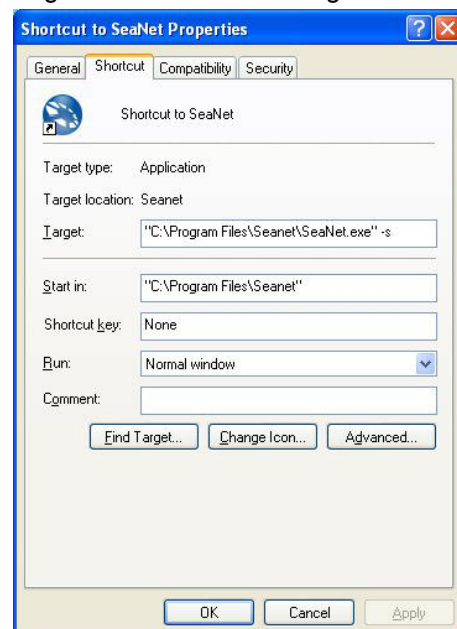 Shortcut to SeaNet Properties
General Shortcut Compatibility Security
Shortcut to SeaNet
Target type: Application
Target location: Seanet
Target: "C:\Program Files\Seanet\SeaNet.exe" -s
Start in: "C:\Program Files\Seanet"
Shortcut key: None
Run: Normal window
Comment:
Find Target... Change Icon... Advanced...
OK Cancel Apply